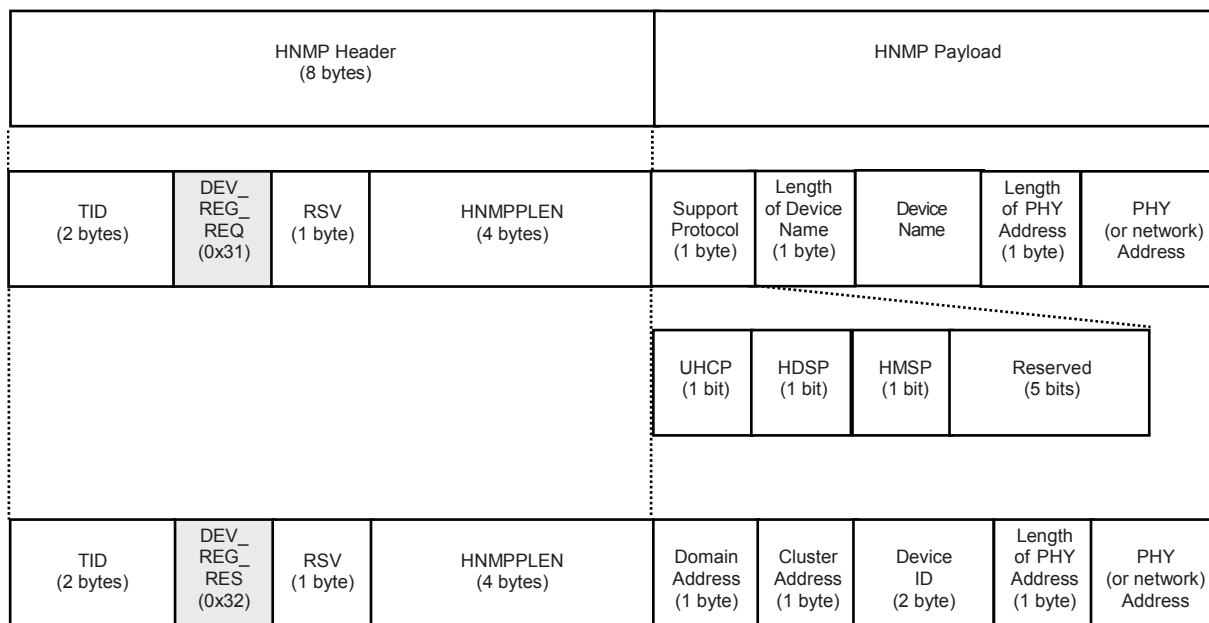 HNMP Header
(8 bytes)
HNMP Payload
TID
(2 bytes)
DEV_
REG_
REQ
(0x31)
RSV
(1 byte)
HNMPPLEN
(4 bytes)
Support
Protocol
(1 byte)
Length
of Device
Name
(1 byte)
Device
Name
Length
of PHY
Address
(1 byte)
PHY
(or network)
Address
UHCP
(1 bit)
HDSP
(1 bit)
HMSP
(1 bit)
Reserved
(5 bits)
TID
(2 bytes)
DEV_
REG_
RES
(0x32)
RSV
(1 byte)
HNMPPLEN
(4 bytes)
Domain
Address
(1 byte)
Cluster
Address
(1 byte)
Device
ID
(2 byte)
Length
of PHY
Address
(1 byte)
PHY
(or network)
Address